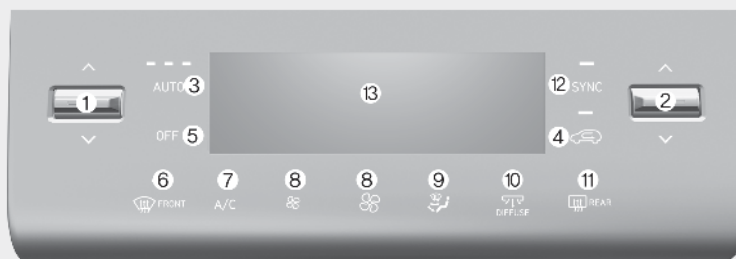 AUTO ③ ⑬ ⑫ SYNC
① ②
OFF ⑤ ④
⑥ ⑦ ⑧ ⑧ ⑨ ⑩ ⑪
FRONT A/C DIFFUSE REAR